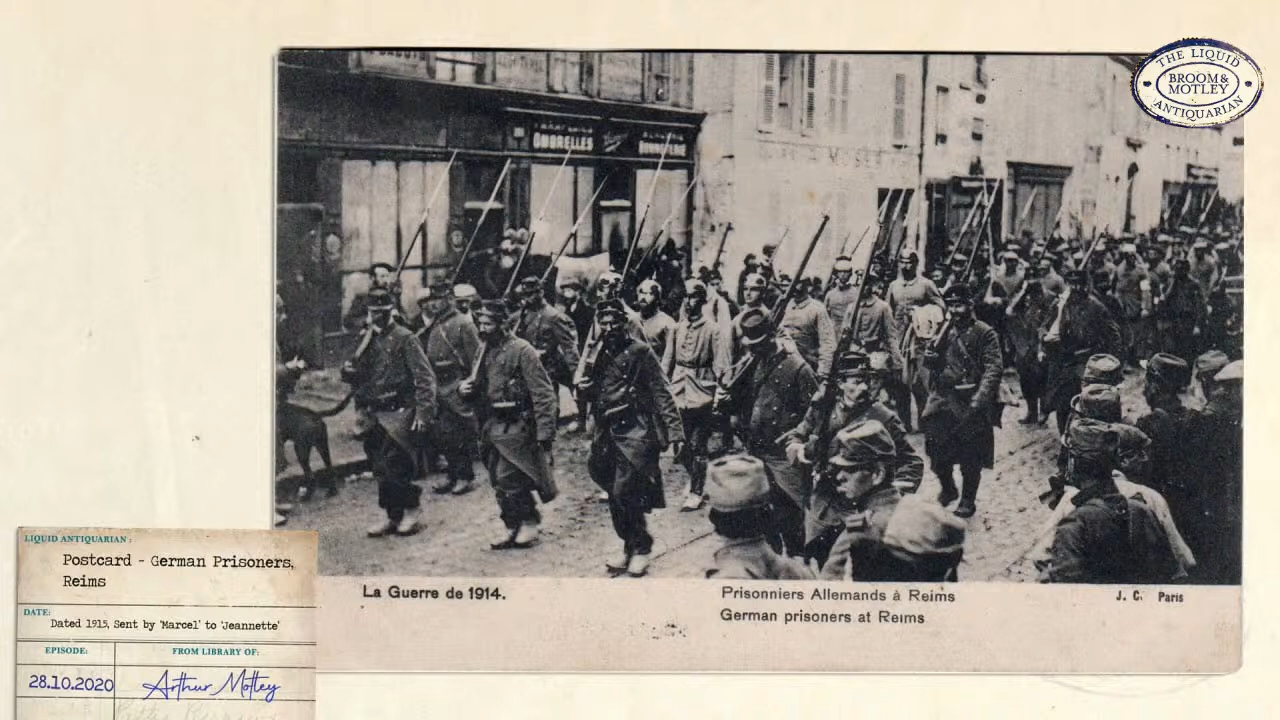 THE LIQUID
BROOM &
MOTLEY
ANTIQUARIAN
OMBRELLES
La Guerre de 1914.
Prisonniers Allemands à Reims
German prisoners at Reims
J. C. Paris
LIQUID ANTIQUARIAN :
Postcard - German Prisoners,
Reims
DATE:
Dated 1915, Sent by 'Marcel' to 'Jeannette'
EPISODE:
FROM LIBRARY OF:
28.10.2020
Arthur Motley